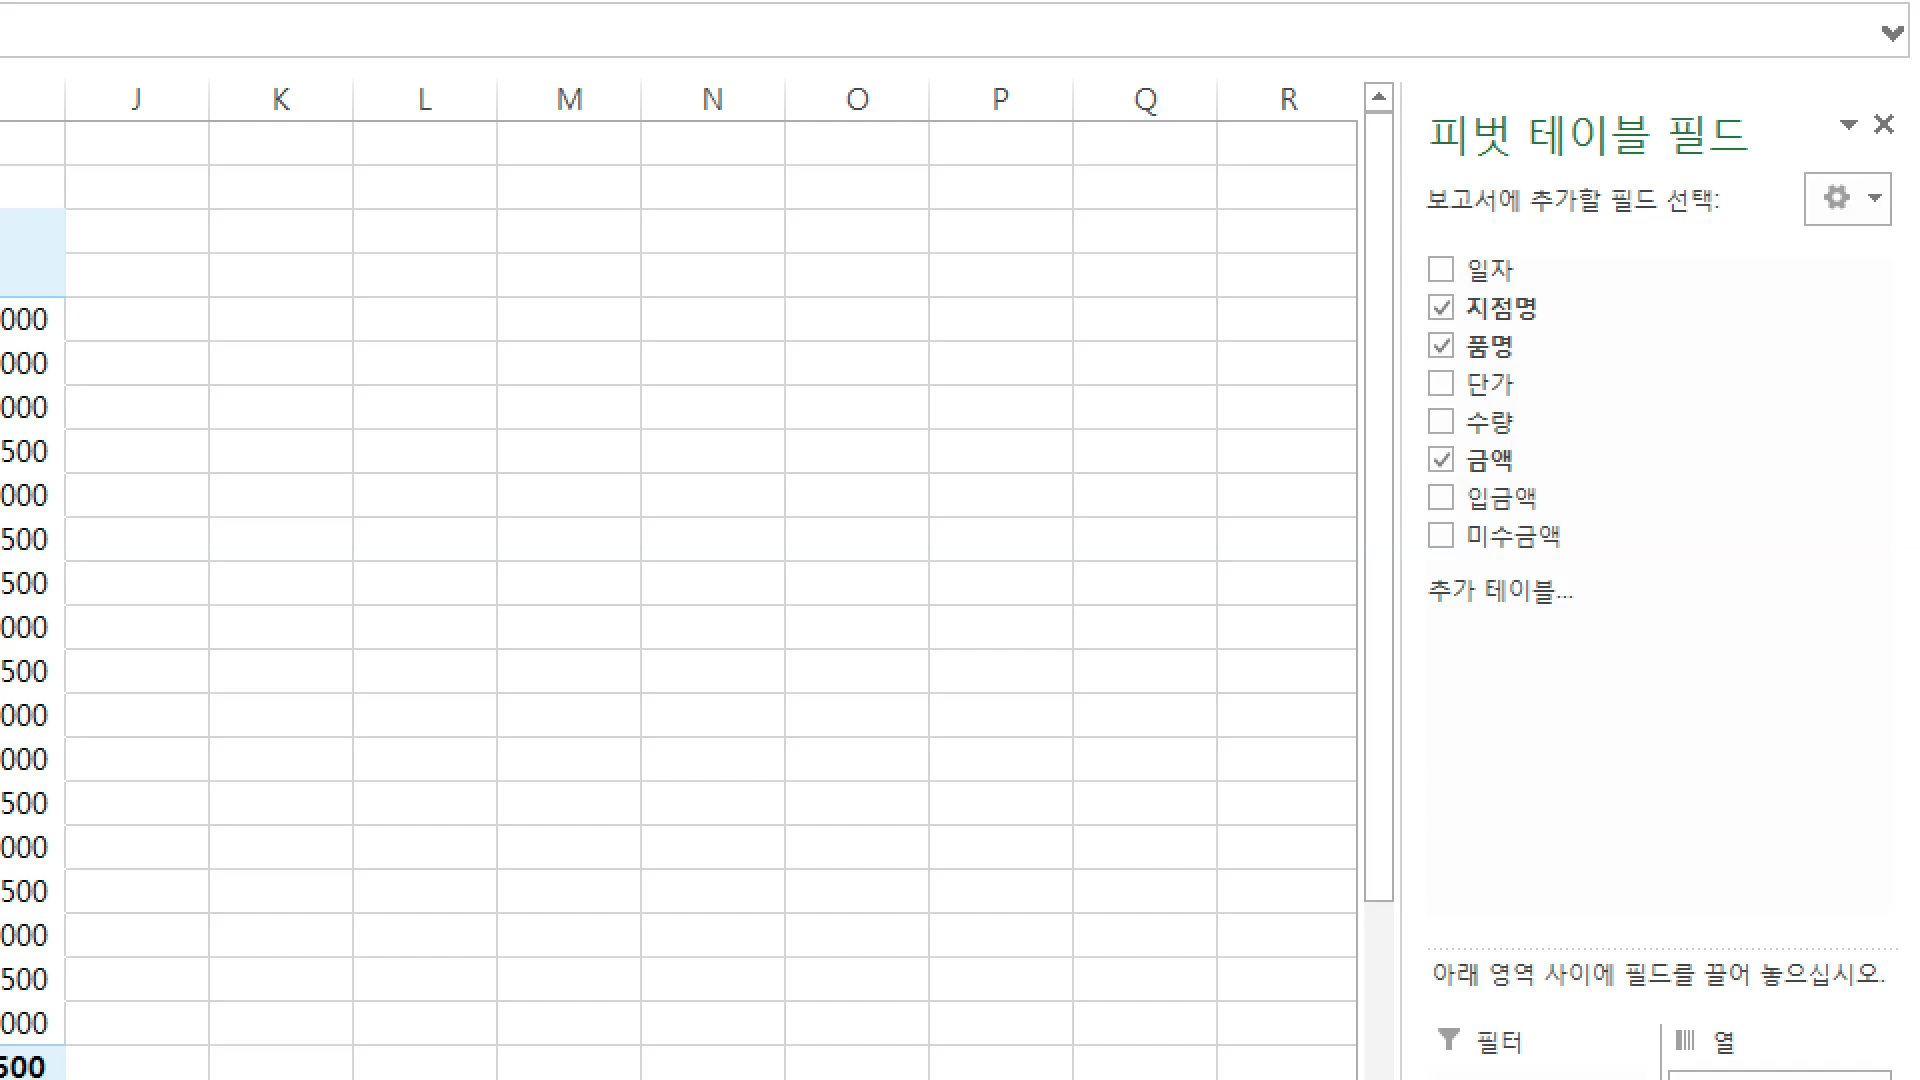 J K L M N O P Q R
피벗 테이블 필드
보고서에 추가할 필드 선택:
일자
지점명
품명
단가
수량
금액
입금액
미수금액
추가 테이블...
000
000
000
500
000
500
500
000
500
000
000
500
000
500
000
500
000
500
아래 영역 사이에 필드를 끌어 놓으십시오.
필터
열